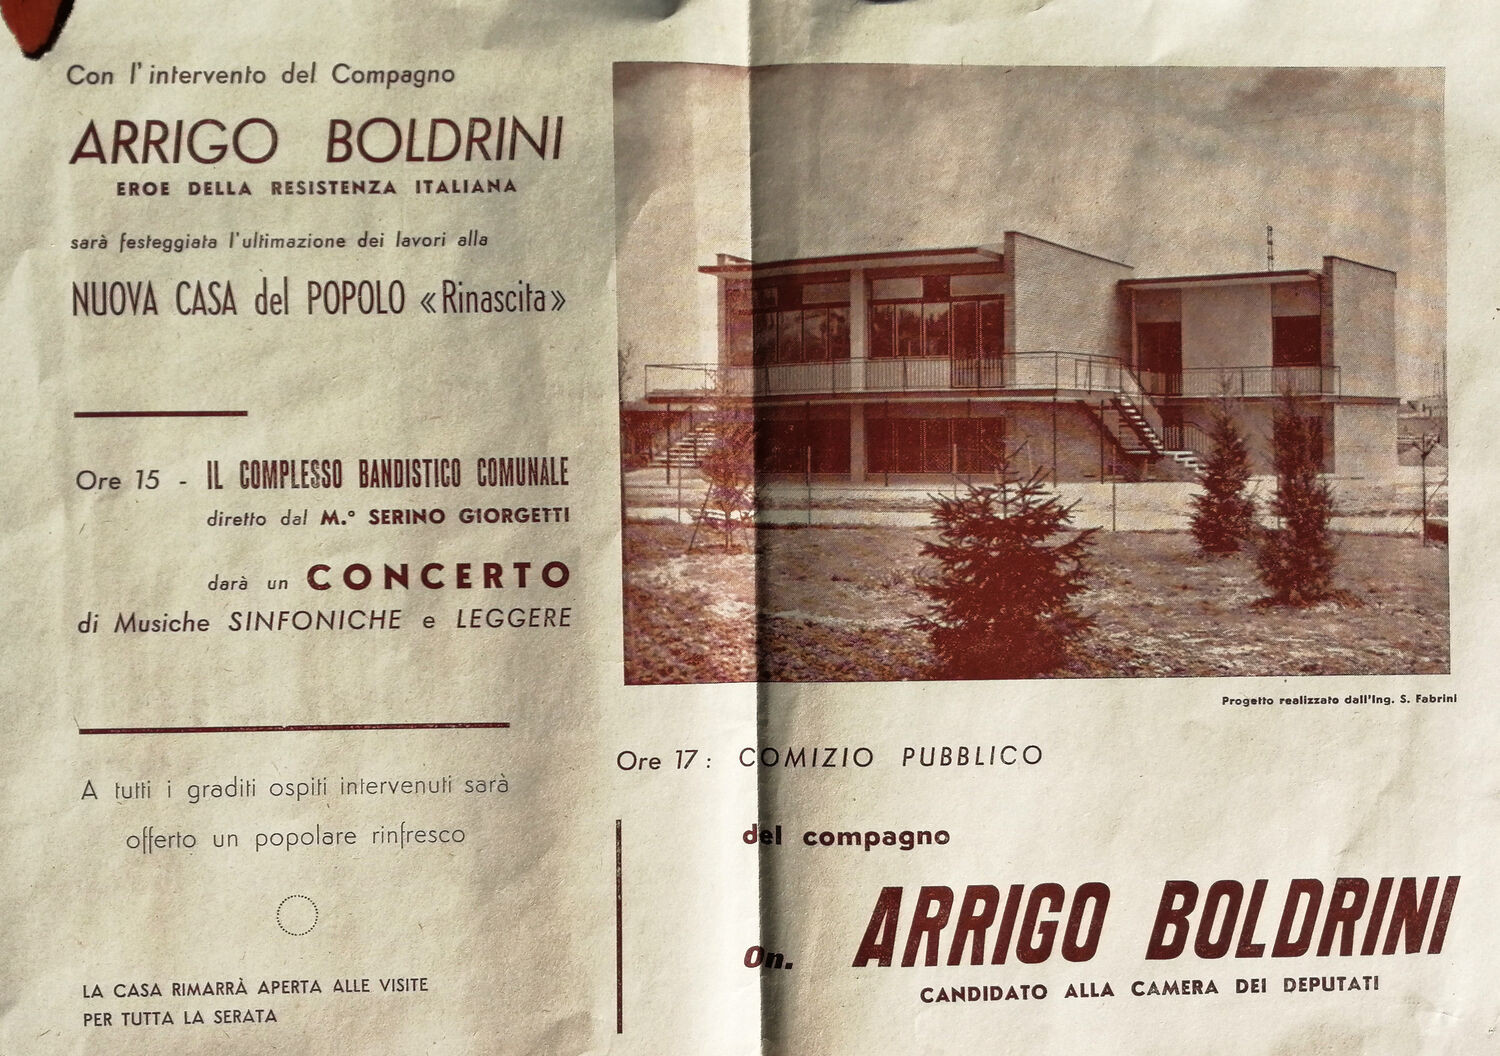 Con l'intervento del Compagno
ARRIGO BOLDRINI
EROE DELLA RESISTENZA ITALIANA
sarà festeggiata l'ultimazione dei lavori alla
NUOVA CASA del POPOLO «Rinascita»
Ore 15 - IL COMPLESSO BANDISTICO COMUNALE
diretto dal M.° SERINO GIORGETTI
darà un CONCERTO
di Musiche SINFONICHE e LEGGERE
A tutti i graditi ospiti intervenuti sarà
offerto un popolare rinfresco
LA CASA RIMARRÀ APERTA ALLE VISITE
PER TUTTA LA SERATA
Progetto realizzato dall'Ing. S. Fabrini
Ore 17 : COMIZIO PUBBLICO
del compagno
On. ARRIGO BOLDRINI
CANDIDATO ALLA CAMERA DEI DEPUTATI